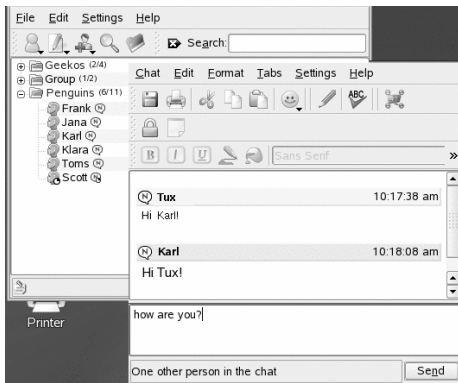 File Edit Settings Help
Search:
Geekos (2/4)
Group (1/2)
Penguins (6/11)
Frank
Jana
Karl
Klara
Toms
Scott
Chat Edit Format Tabs Settings Help
ABC
B I U Sans Serif »
N Tux 10:17:38 am
Hi Karl!
N Karl 10:18:08 am
Hi Tux!
Printer
how are you?
One other person in the chat Send